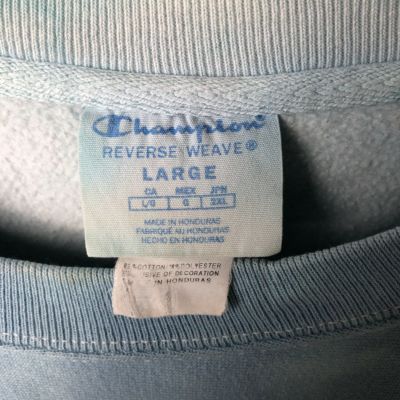 Champion
REVERSE WEAVE®
LARGE
CA MEX JPN
L/G G 2XL
MADE IN HONDURAS
FABRIQUÉ AU HONDURAS
HECHO EN HONDURAS
COTTON POLYESTER
OF DECORATION
IN HONDURAS